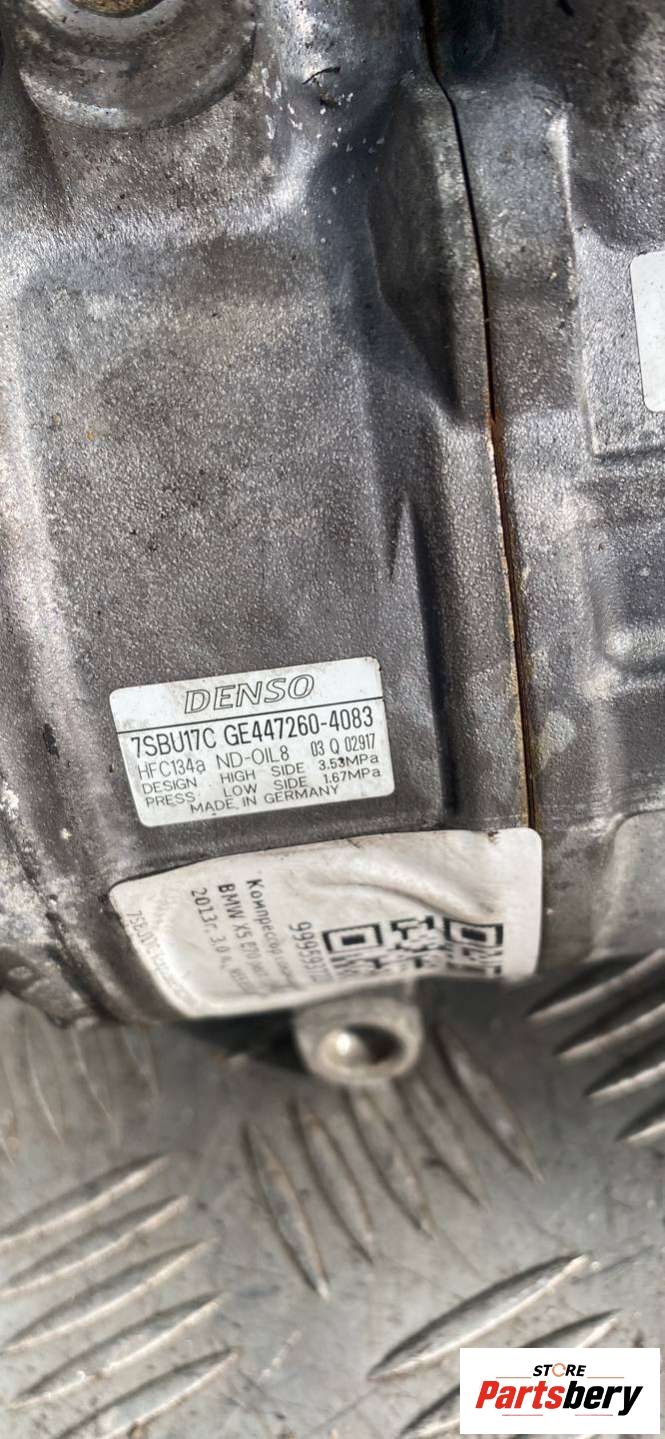 DENSO
7SBU17C GE447260-4083
HFC134a ND-OIL8 03 Q 02917
DESIGN HIGH SIDE 3.53MPa
PRESS. LOW SIDE 1.67MPa
MADE IN GERMANY
Компрессор
BMW X5 E70
2013г. 3.0
STORE
Partsbery